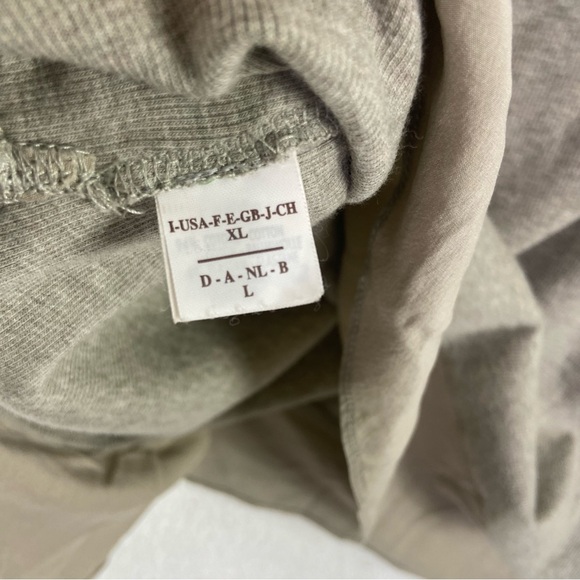 I-USA-F-E-GB-J-CH
XL
D - A - NL - B
L